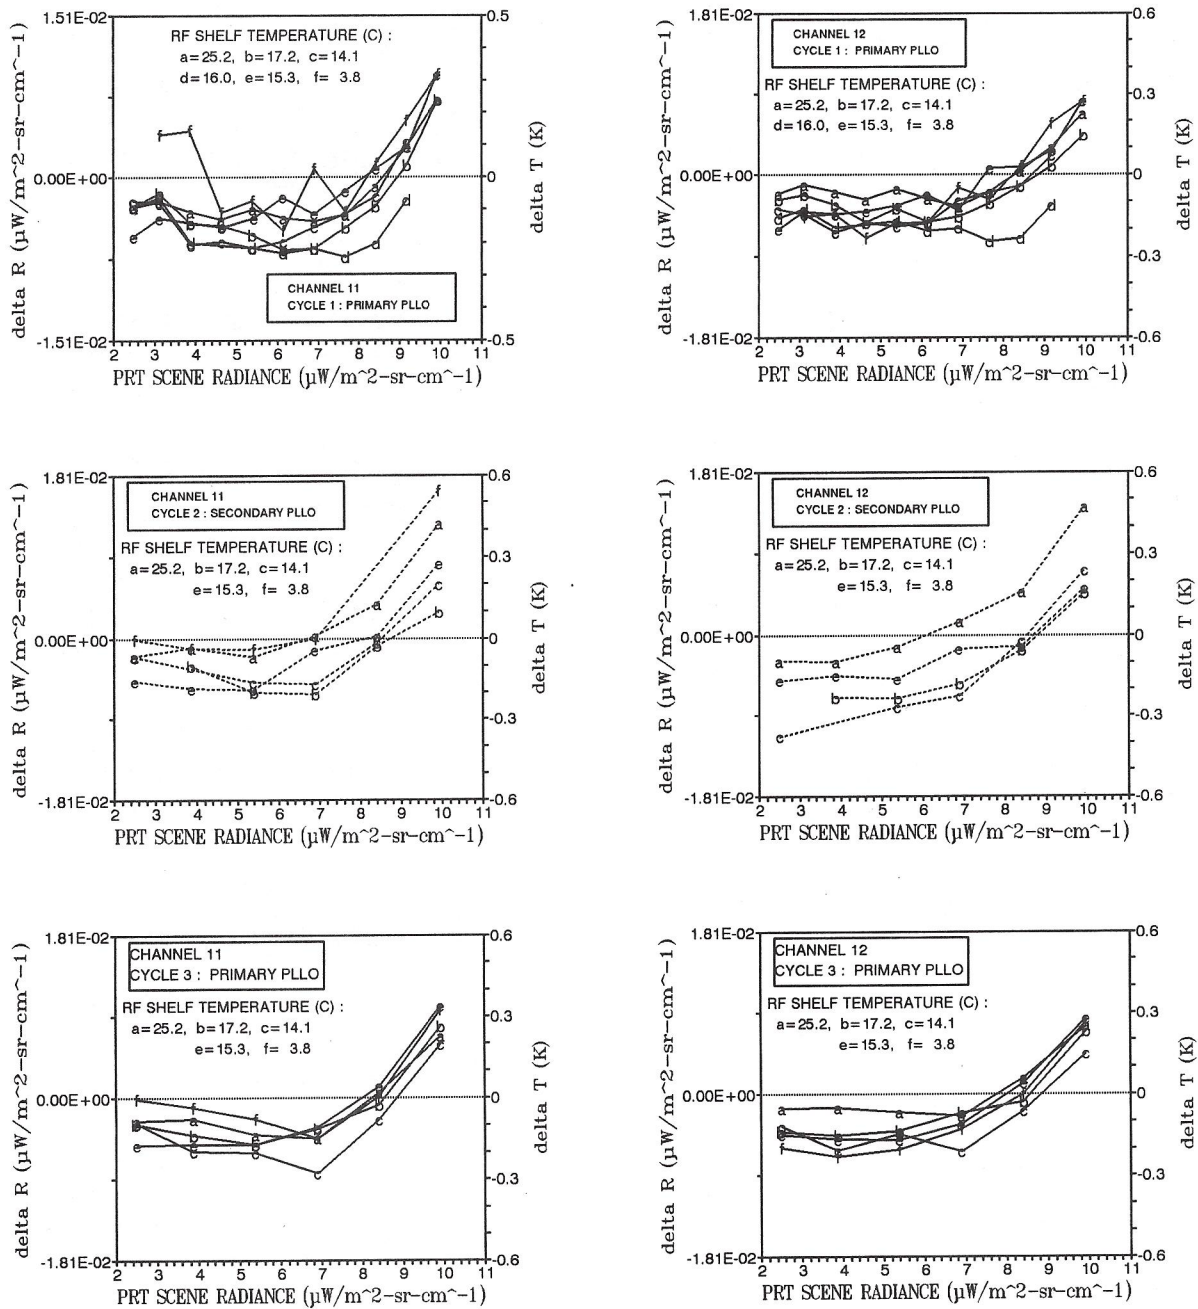 1.51E-02
0.5
RF SHELF TEMPERATURE (C) :
a=25.2, b=17.2, c=14.1
d=16.0, e=15.3, f= 3.8
delta R (µW/m^2-sr-cm^-1)
0.00E+00
0
delta T (K)
CHANNEL 11
CYCLE 1 : PRIMARY PLLO
-1.51E-02
-0.5
2 3 4 5 6 7 8 9 10 11
PRT SCENE RADIANCE (µW/m^2-sr-cm^-1)
1.81E-02
0.6
CHANNEL 12
CYCLE 1 : PRIMARY PLLO
RF SHELF TEMPERATURE (C) :
a=25.2, b=17.2, c=14.1
d=16.0, e=15.3, f= 3.8
0.3
delta R (µW/m^2-sr-cm^-1)
0.00E+00
0
delta T (K)
-0.3
-1.81E-02
-0.6
2 3 4 5 6 7 8 9 10 11
PRT SCENE RADIANCE (µW/m^2-sr-cm^-1)
1.81E-02
0.6
CHANNEL 11
CYCLE 2 : SECONDARY PLLO
RF SHELF TEMPERATURE (C) :
a=25.2, b=17.2, c=14.1
e=15.3, f= 3.8
0.3
delta R (µW/m^2-sr-cm^-1)
0.00E+00
0
delta T (K)
-0.3
-1.81E-02
-0.6
2 3 4 5 6 7 8 9 10 11
PRT SCENE RADIANCE (µW/m^2-sr-cm^-1)
1.81E-02
0.6
CHANNEL 12
CYCLE 2 : SECONDARY PLLO
RF SHELF TEMPERATURE (C) :
a=25.2, b=17.2, c=14.1
e=15.3, f= 3.8
0.3
delta R (µW/m^2-sr-cm^-1)
0.00E+00
0
delta T (K)
-0.3
-1.81E-02
-0.6
2 3 4 5 6 7 8 9 10 11
PRT SCENE RADIANCE (µW/m^2-sr-cm^-1)
1.81E-02
0.6
CHANNEL 11
CYCLE 3 : PRIMARY PLLO
RF SHELF TEMPERATURE (C) :
a=25.2, b=17.2, c=14.1
e=15.3, f= 3.8
0.3
delta R (µW/m^2-sr-cm^-1)
0.00E+00
0
delta T (K)
-0.3
-1.81E-02
-0.6
2 3 4 5 6 7 8 9 10 11
PRT SCENE RADIANCE (µW/m^2-sr-cm^-1)
1.81E-02
0.6
CHANNEL 12
CYCLE 3 : PRIMARY PLLO
RF SHELF TEMPERATURE (C) :
a=25.2, b=17.2, c=14.1
e=15.3, f= 3.8
0.3
delta R (µW/m^2-sr-cm^-1)
0.00E+00
0
delta T (K)
-0.3
-1.81E-02
-0.6
2 3 4 5 6 7 8 9 10 11
PRT SCENE RADIANCE (µW/m^2-sr-cm^-1)